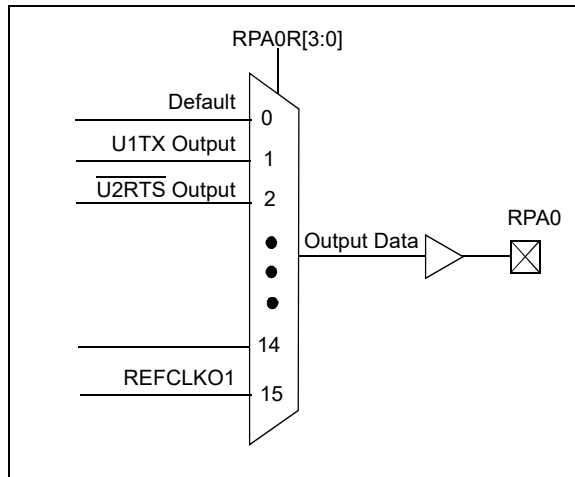 RPA0R[3:0]
Default
0
U1TX Output
1
U2RTS Output
2
Output Data
RPA0
14
REFCLKO1
15